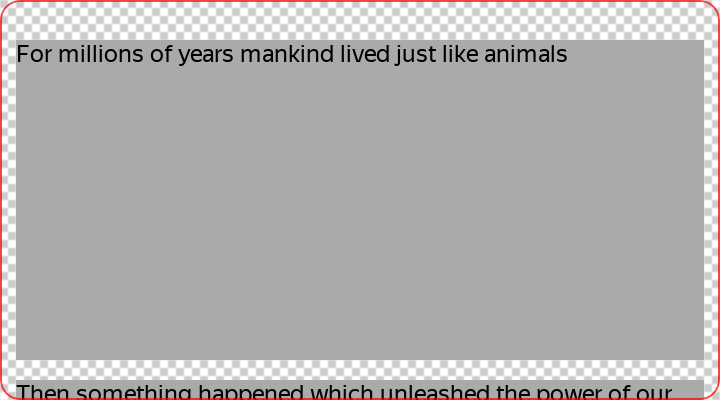 For millions of years mankind lived just like animals
Then something happened which unleashed the power of our